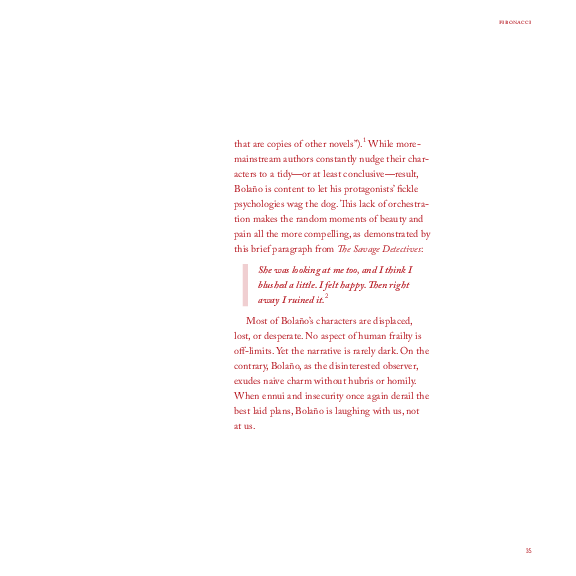 FIBONACCI
that are copies of other novels”).1 While more-
mainstream authors constantly nudge their char-
acters to a tidy—or at least conclusive—result,
Bolaño is content to let his protagonists’ fickle
psychologies wag the dog. This lack of orchestra-
tion makes the random moments of beauty and
pain all the more compelling, as demonstrated by
this brief paragraph from The Savage Detectives:
She was looking at me too, and I think I
blushed a little. I felt happy. Then right
away I ruined it.2
Most of Bolaño’s characters are displaced,
lost, or desperate. No aspect of human frailty is
off-limits. Yet the narrative is rarely dark. On the
contrary, Bolaño, as the disinterested observer,
exudes naive charm without hubris or homily.
When ennui and insecurity once again derail the
best laid plans, Bolaño is laughing with us, not
at us.
35